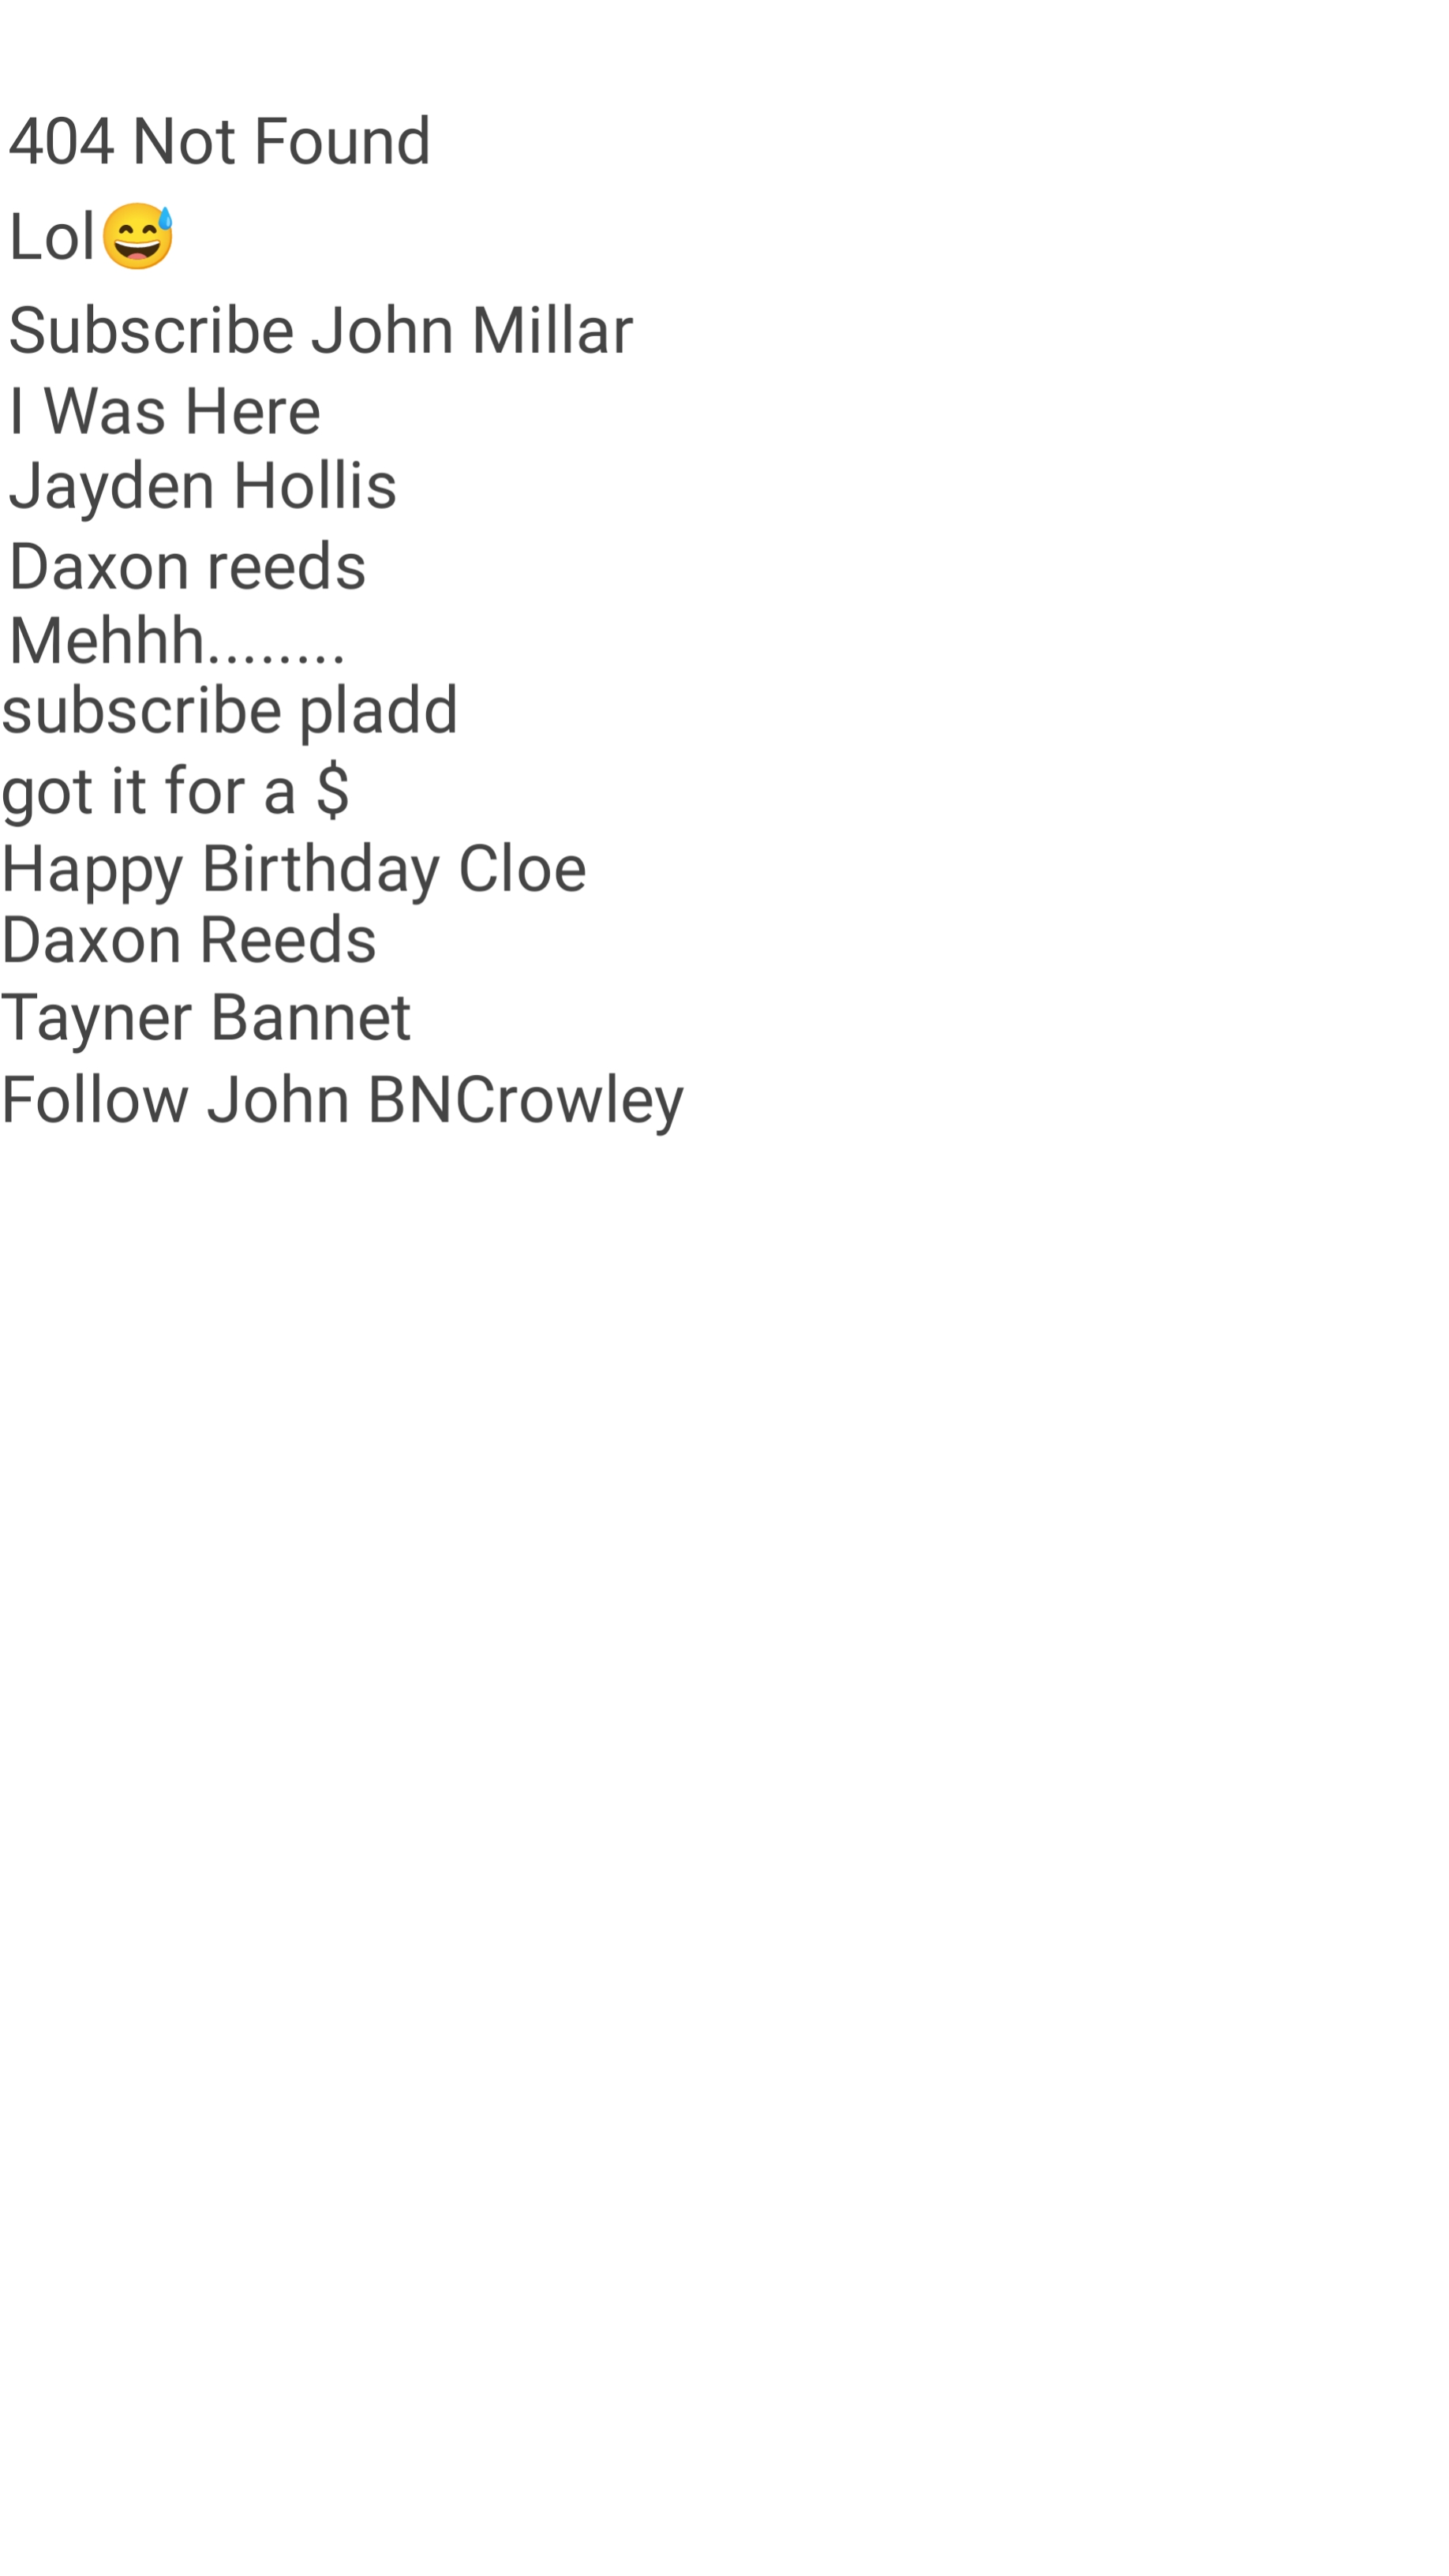 404 Not Found
Lol😅
Subscribe John Millar
I Was Here
Jayden Hollis
Daxon reeds
Mehhh........
subscribe pladd
got it for a $
Happy Birthday Cloe
Daxon Reeds
Tayner Bannet
Follow John BNCrowley